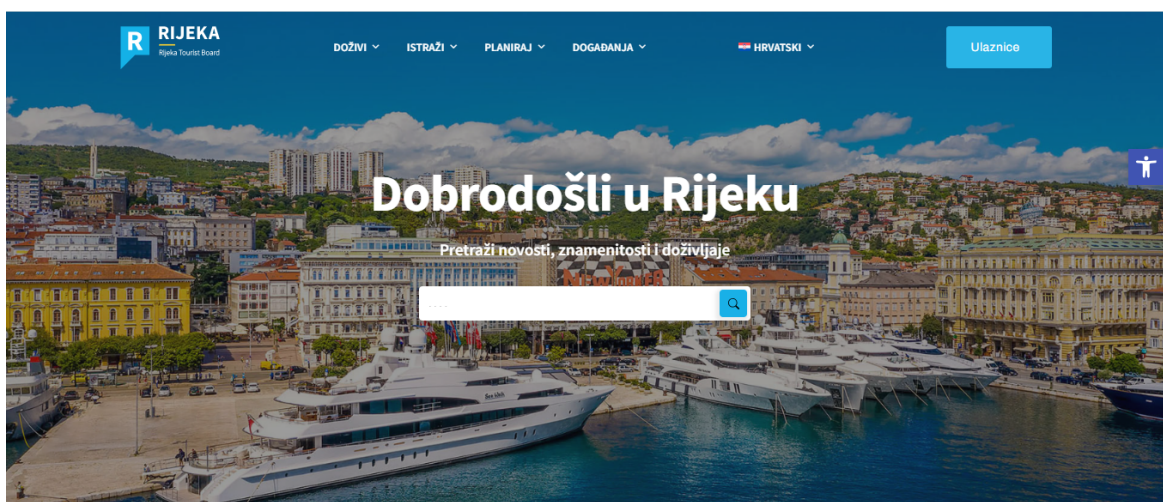 RIJEKA
Rijeka Tourist Board
DOŽIVI
ISTRAŽI
PLANIRAJ
DOGAĐANJA
HRVATSKI
Ulaznice
Dobrodošli u Rijeku
Pretraži novosti, znamenitosti i doživljaje